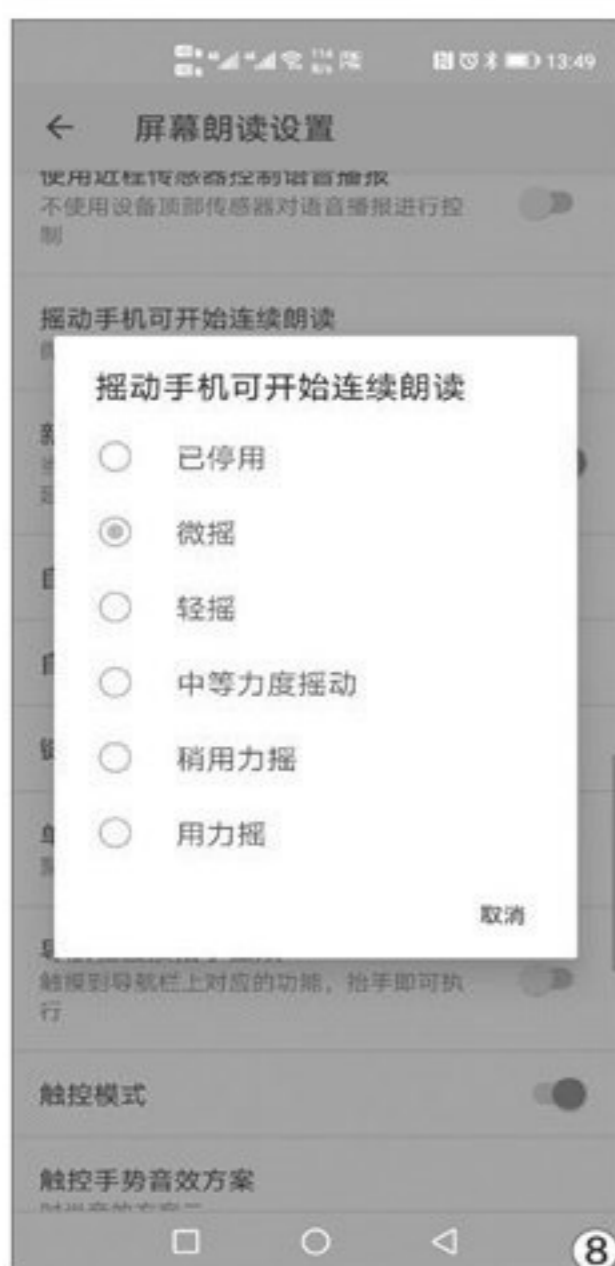 13:49
屏幕朗读设置
使用近程传感器控制语音播报
不使用设备顶部传感器对语音播报进行控
制
摇动手机可开始连续朗读
摇动手机可开始连续朗读
已停用
微摇
轻摇
中等力度摇动
稍用力摇
用力摇
取消
触摸到导航栏上对应的功能，抬手即可执
行
触控模式
触控手势音效方案
8